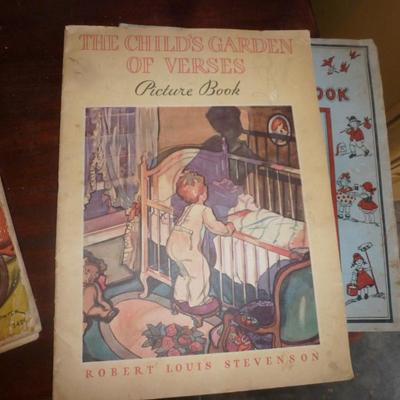 THE CHILD'S GARDEN
OF VERSES
Picture Book
ROBERT LOUIS STEVENSON
OOK